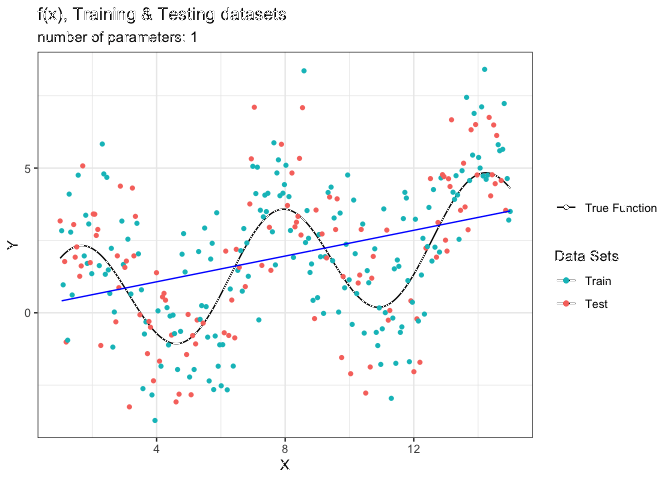 f(x), Training & Testing datasets
number of parameters: 1
Y
5
0
4
8
12
X
True Function
Data Sets
Train
Test